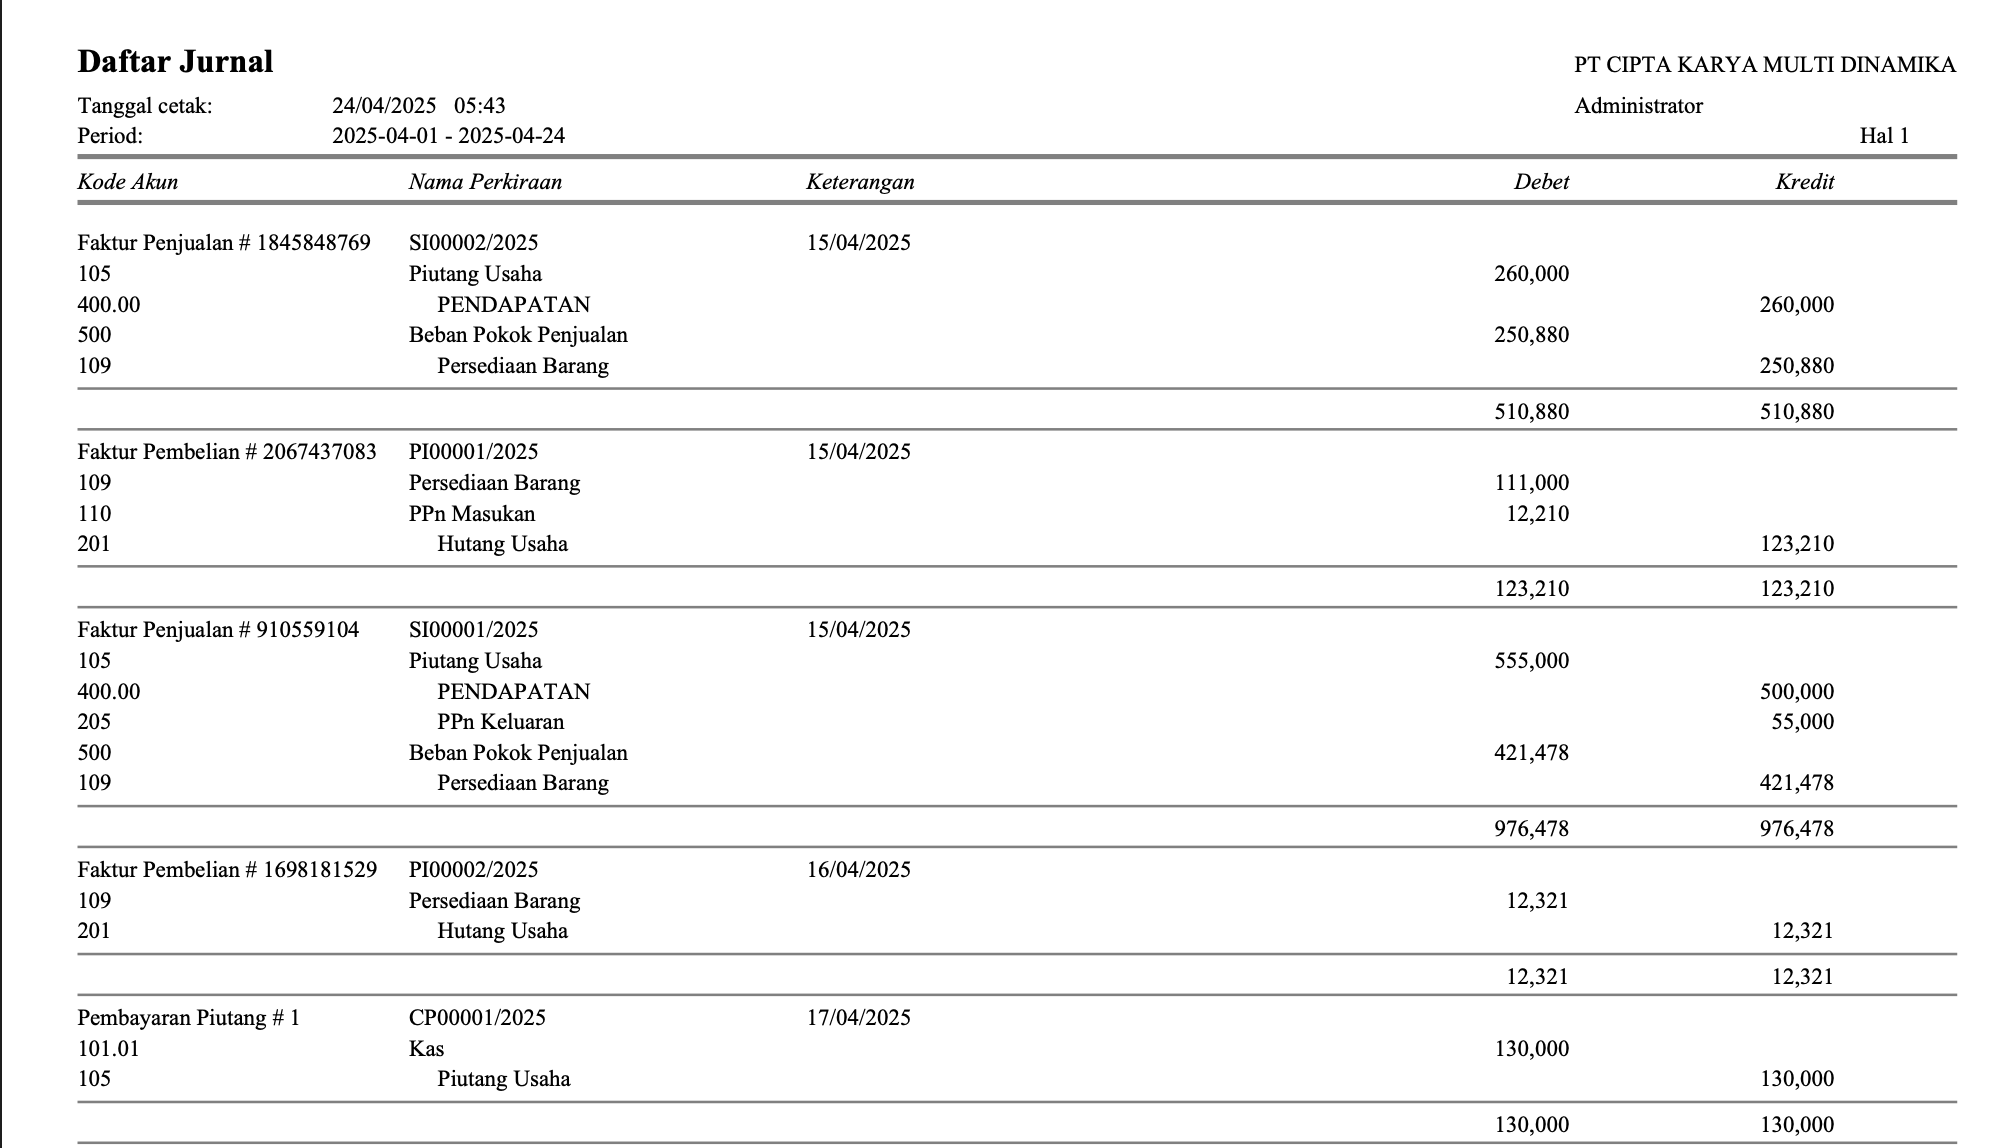 Daftar Jurnal PT CIPTA KARYA MULTI DINAMIKA
Tanggal cetak: 24/04/2025 05:43 Administrator
Period: 2025-04-01 - 2025-04-24 Hal 1
Kode Akun Nama Perkiraan Keterangan Debet Kredit
Faktur Penjualan # 1845848769 SI00002/2025 15/04/2025
105 Piutang Usaha 260,000
400.00 PENDAPATAN 260,000
500 Beban Pokok Penjualan 250,880
109 Persediaan Barang 250,880
510,880 510,880
Faktur Pembelian # 2067437083 PI00001/2025 15/04/2025
109 Persediaan Barang 111,000
110 PPn Masukan 12,210
201 Hutang Usaha 123,210
123,210 123,210
Faktur Penjualan # 910559104 SI00001/2025 15/04/2025
105 Piutang Usaha 555,000
400.00 PENDAPATAN 500,000
205 PPn Keluaran 55,000
500 Beban Pokok Penjualan 421,478
109 Persediaan Barang 421,478
976,478 976,478
Faktur Pembelian # 1698181529 PI00002/2025 16/04/2025
109 Persediaan Barang 12,321
201 Hutang Usaha 12,321
12,321 12,321
Pembayaran Piutang # 1 CP00001/2025 17/04/2025
101.01 Kas 130,000
105 Piutang Usaha 130,000
130,000 130,000